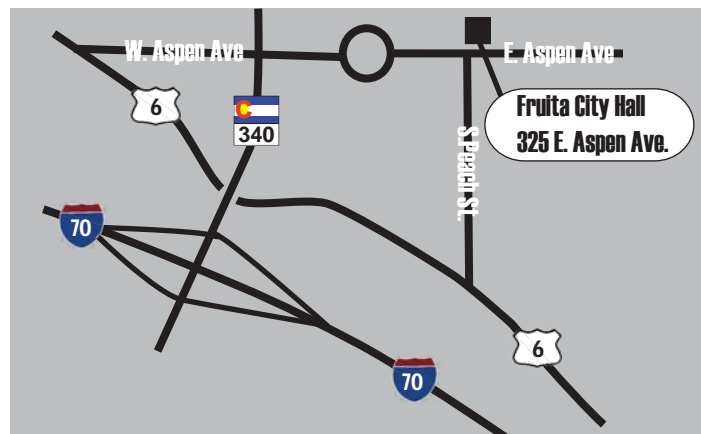 W. Aspen Ave
E. Aspen Ave
6
C
340
Fruita City Hall
325 E. Aspen Ave.
S.Peach St.
70
6
70